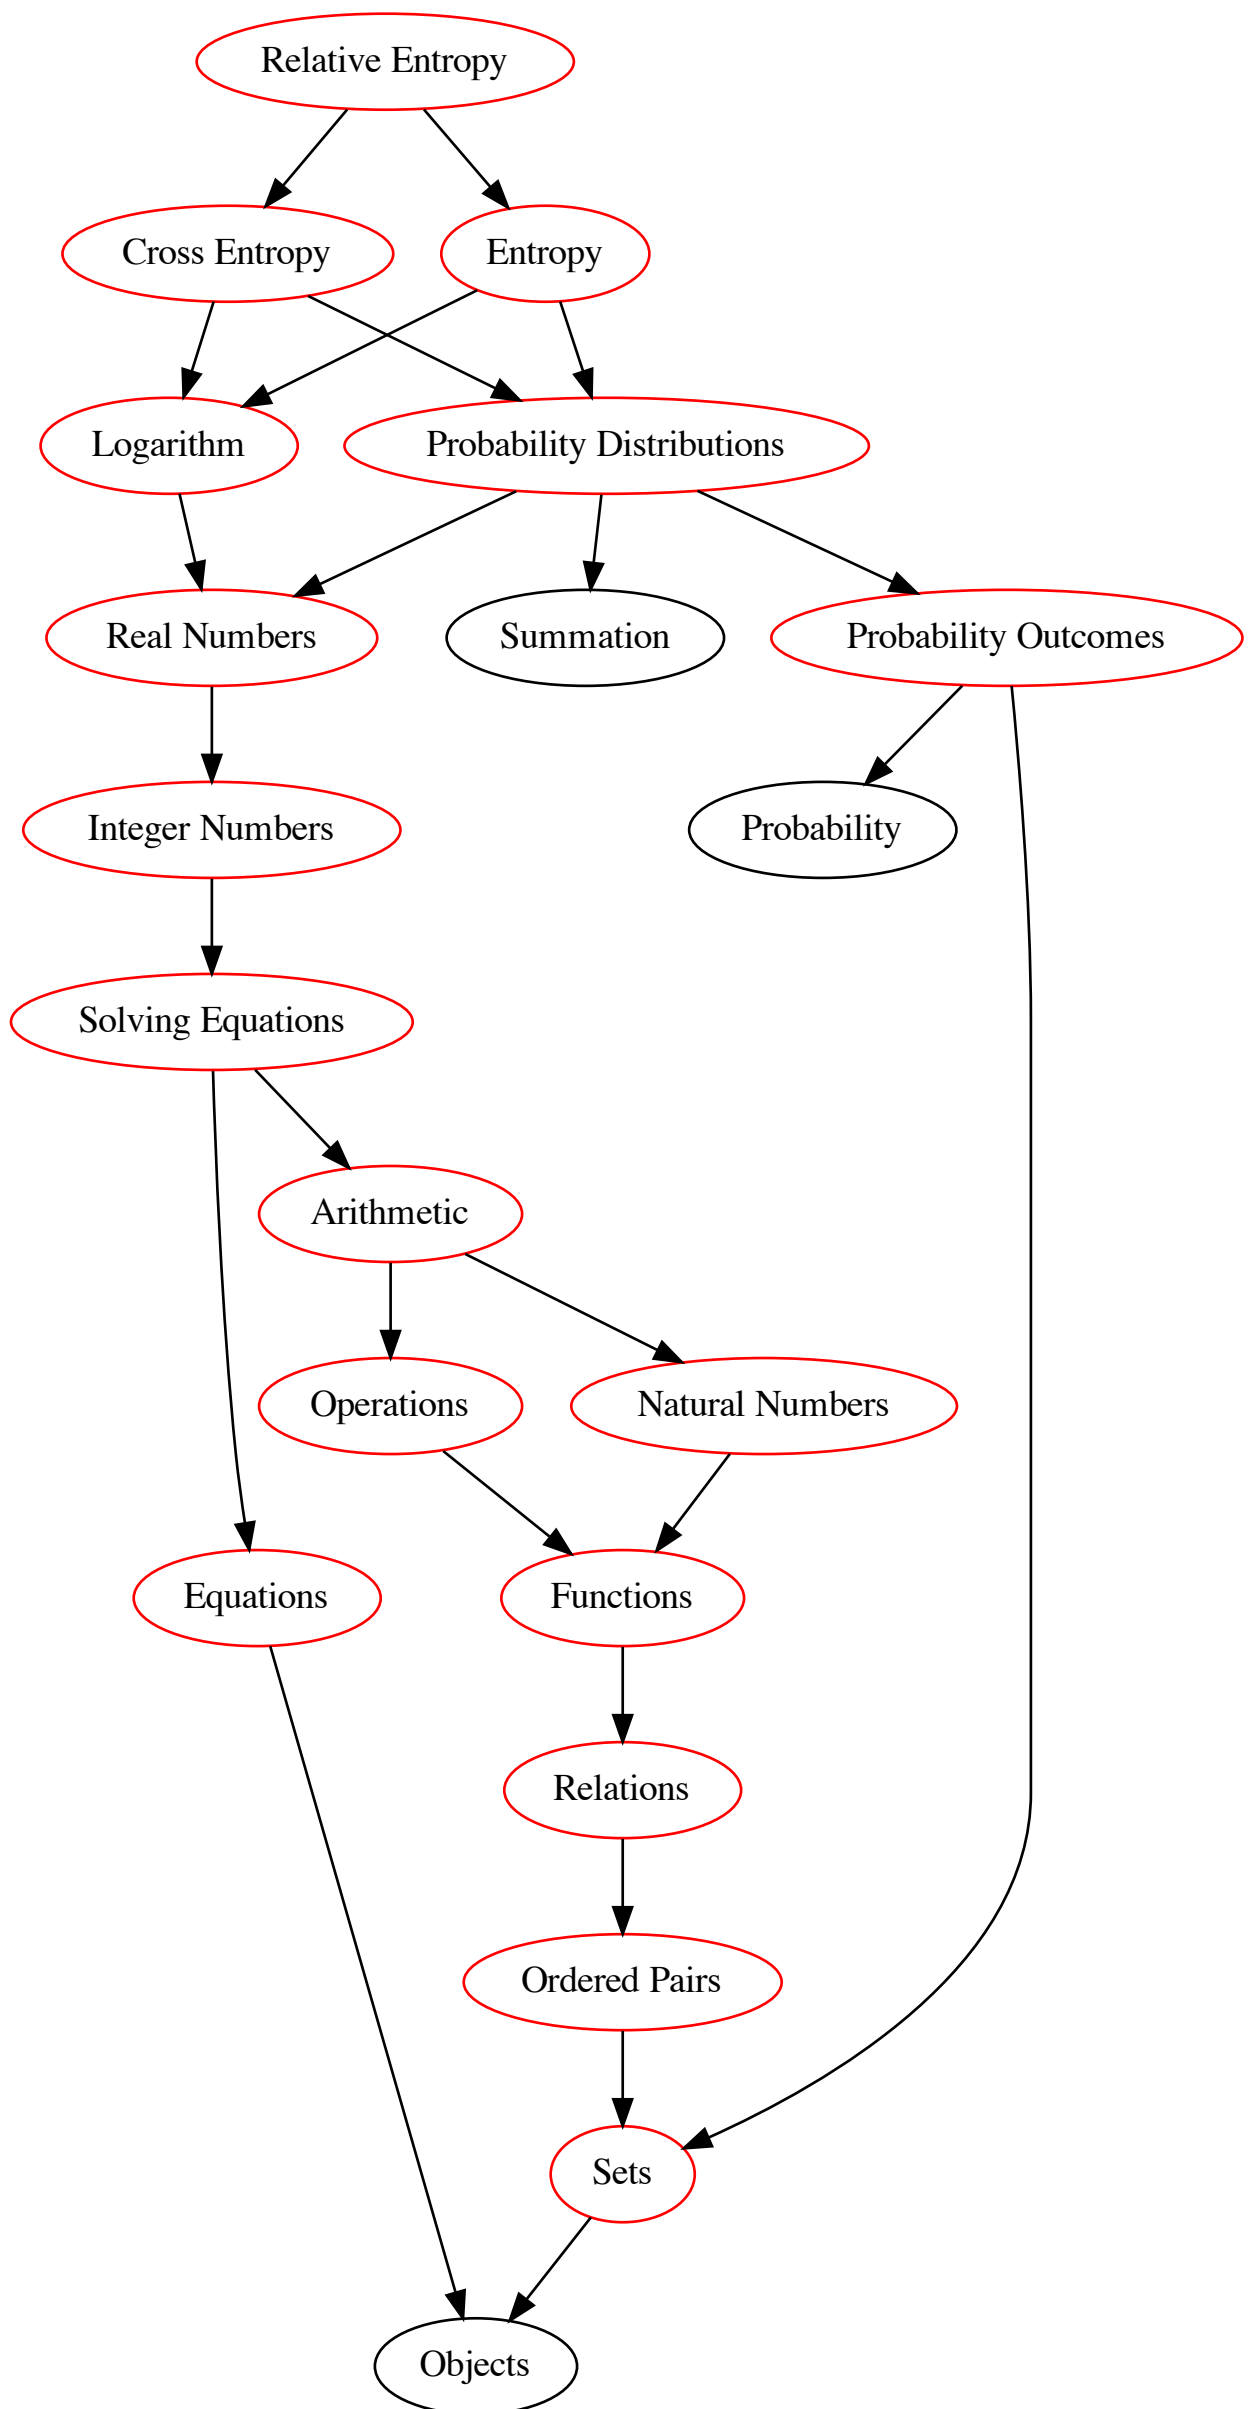 Relative Entropy
Cross Entropy
Entropy
Logarithm
Probability Distributions
Real Numbers
Summation
Probability Outcomes
Integer Numbers
Probability
Solving Equations
Arithmetic
Operations
Natural Numbers
Equations
Functions
Relations
Ordered Pairs
Sets
Objects